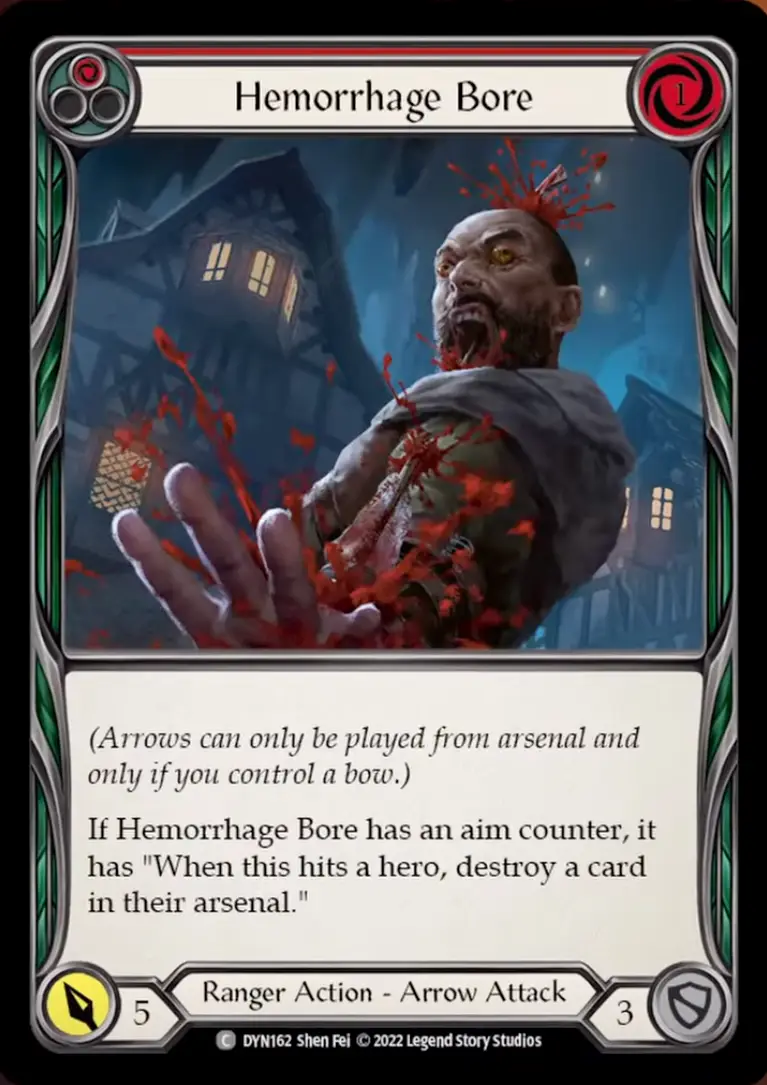 Hemorrhage Bore
1
(Arrows can only be played from arsenal and
only if you control a bow.)
If Hemorrhage Bore has an aim counter, it
has "When this hits a hero, destroy a card
in their arsenal."
5
Ranger Action - Arrow Attack
3
C DYN162 Shen Fei © 2022 Legend Story Studios